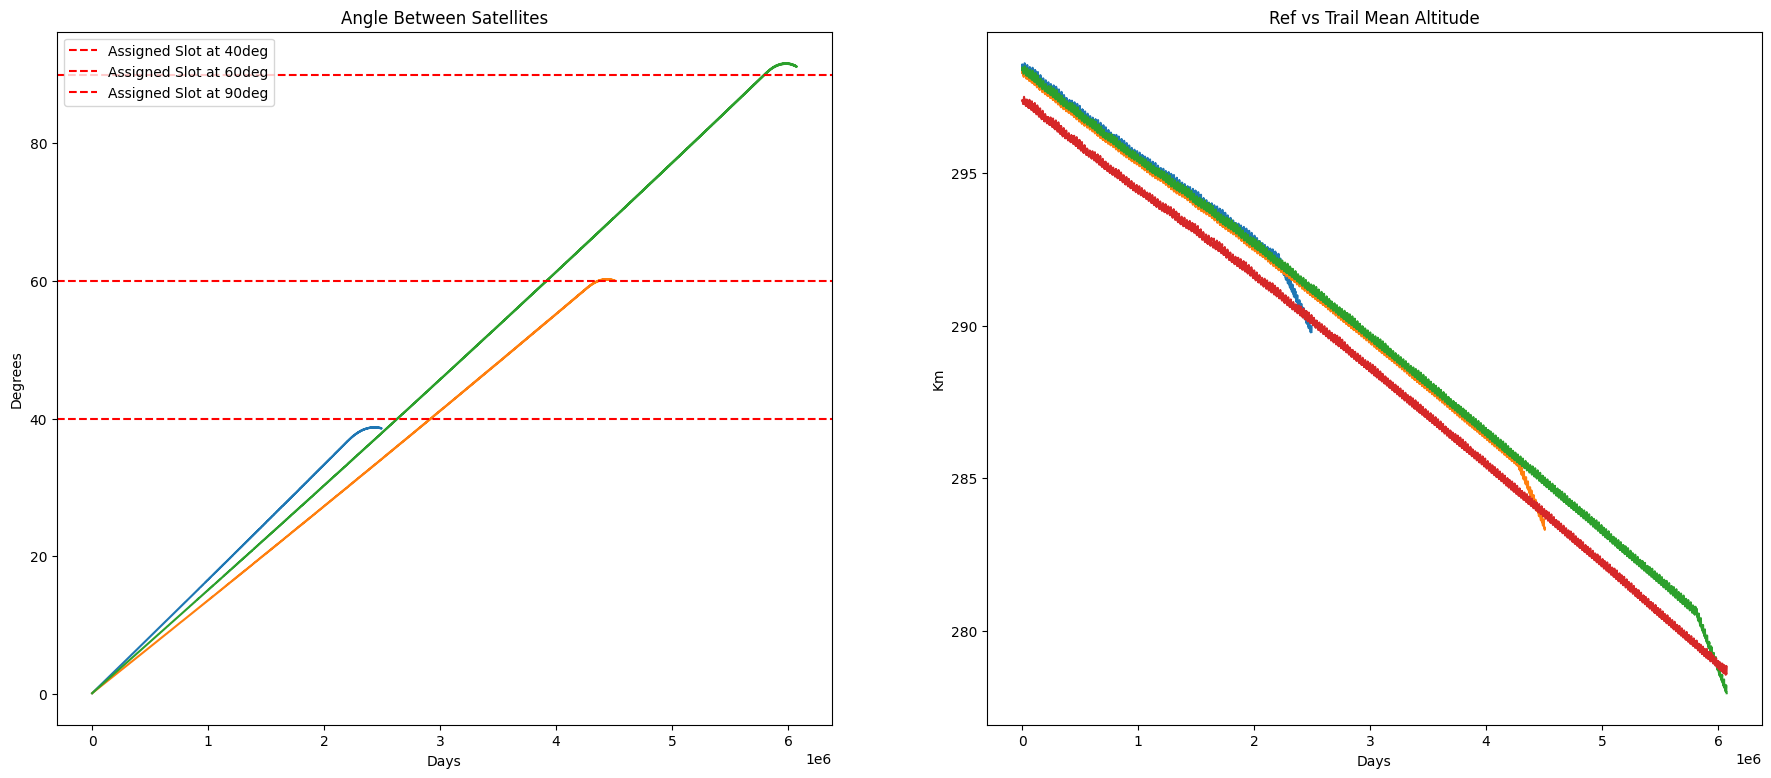 Angle Between Satellites
Assigned Slot at 40deg
Assigned Slot at 60deg
Assigned Slot at 90deg
80
60
40
20
0
Degrees
0 1 2 3 4 5 6
1e6
Days
Ref vs Trail Mean Altitude
295
290
285
280
Km
0 1 2 3 4 5 6
1e6
Days